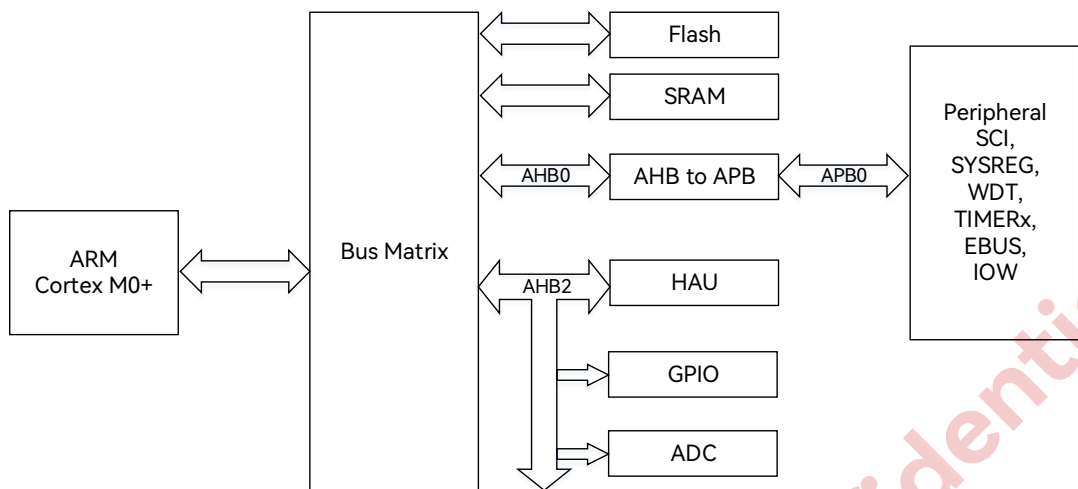 Flash
SRAM
AHB0
AHB to APB
APB0
Peripheral
SCI,
SYSREG,
WDT,
TIMERx,
EBUS,
IOW
ARM
Cortex M0+
Bus Matrix
AHB2
HAU
GPIO
ADC